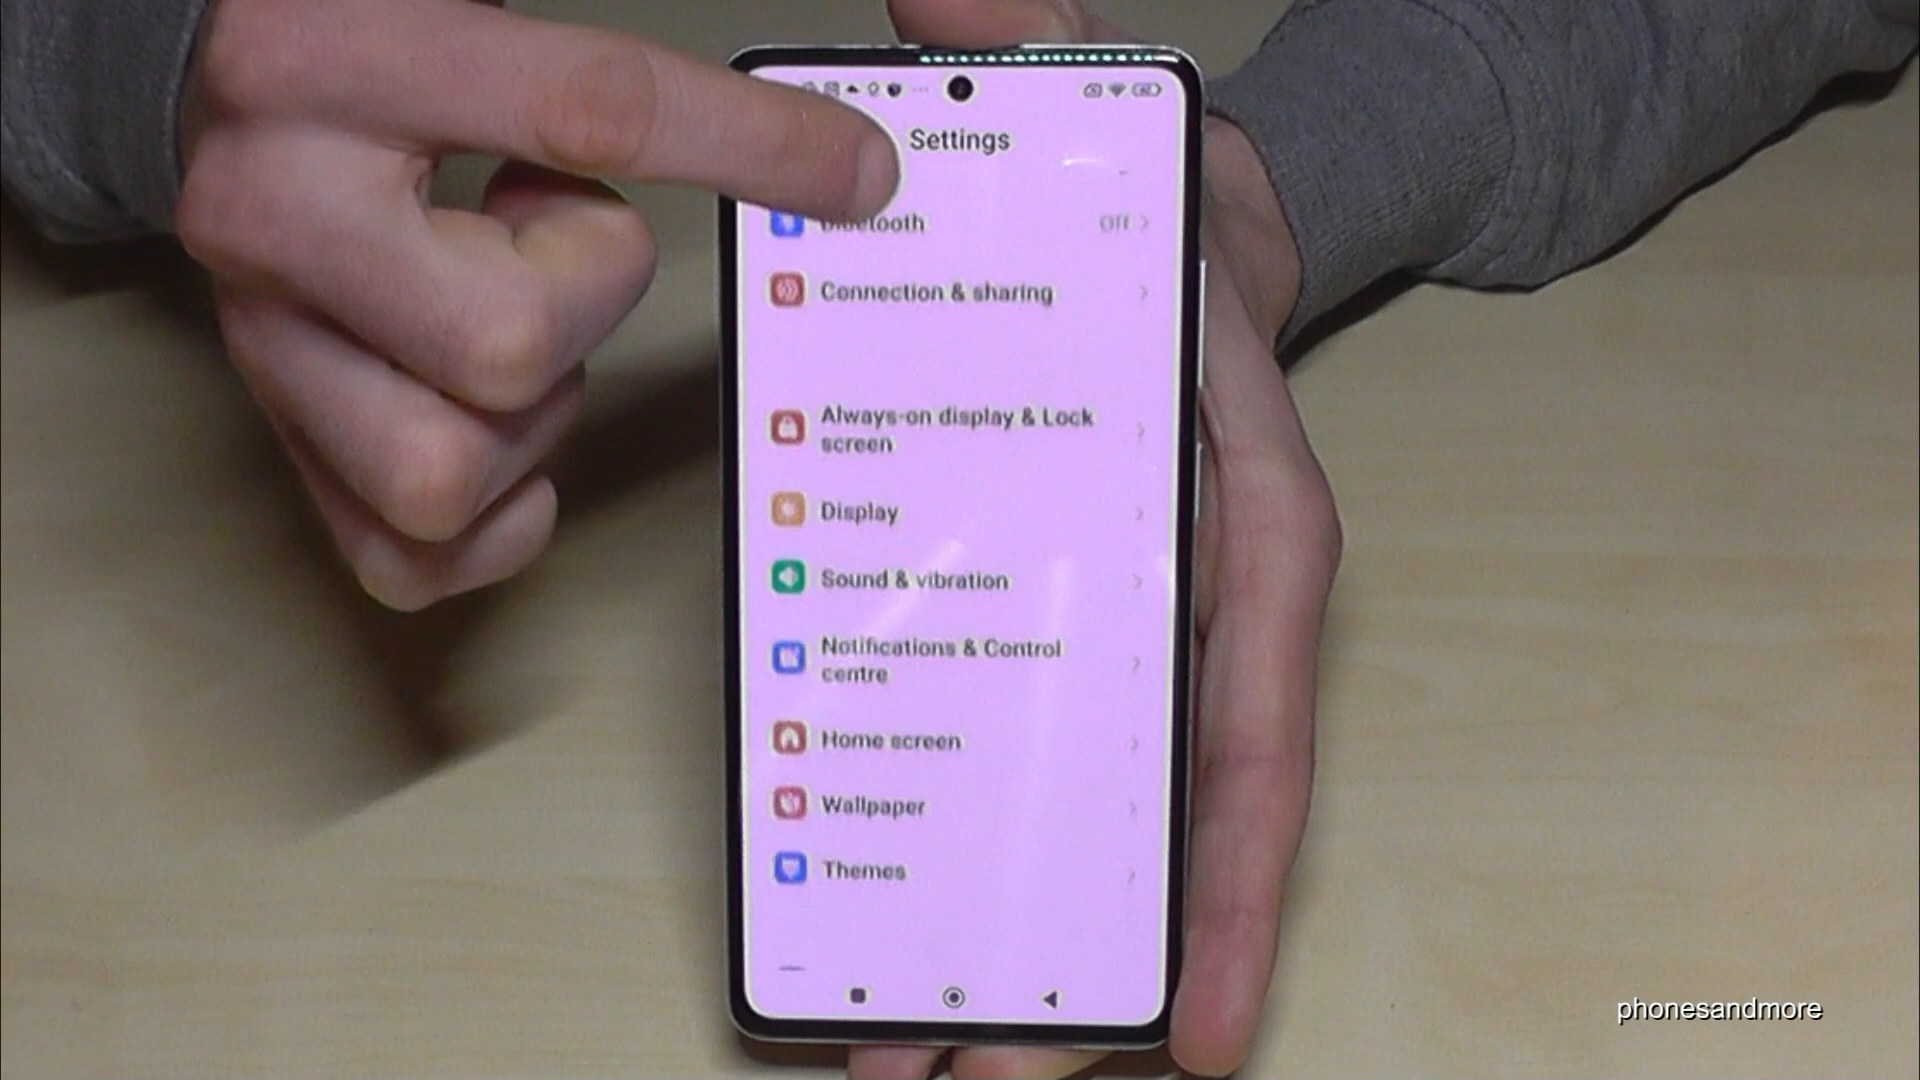 Settings
Bluetooth
Off
Connection & sharing
Always-on display & Lock
screen
Display
Sound & vibration
Notifications & Control
centre
Home screen
Wallpaper
Themes
phonesandmore